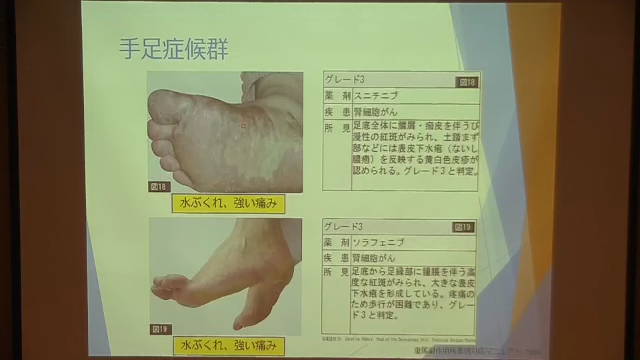 手足症候群
グレード3
図18
薬 剤 スニチニブ
疾 患 腎細胞がん
所 見 足底全体に鱗屑・痂皮を伴うび
漫性の紅斑がみられ、土踏まず
部などには表皮下水疱(ないし
膿瘍)を反映する黄白色皮疹が
認められる。グレード3と判定。
図18
水ぶくれ、強い痛み
グレード3
図19
薬 剤 ソラフェニブ
疾 患 腎細胞がん
所 見 足底から足縁部に腫脹を伴う高
度な紅斑がみられ、大きな表皮
下水疱を形成している。疼痛の
ため歩行が困難であり、グレー
ド3と判定。
図19
水ぶくれ、強い痛み